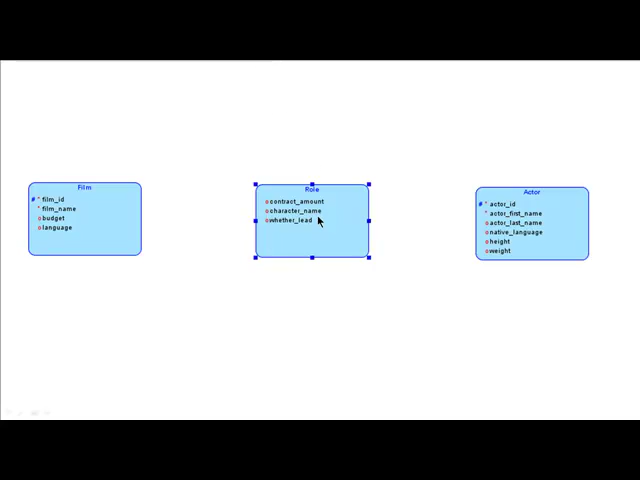 Film
# * film_id
* film_name
o budget
o language
Role
o contract_amount
o character_name
o whether_lead
Actor
# * actor_id
* actor_first_name
o actor_last_name
o native_language
o height
o weight